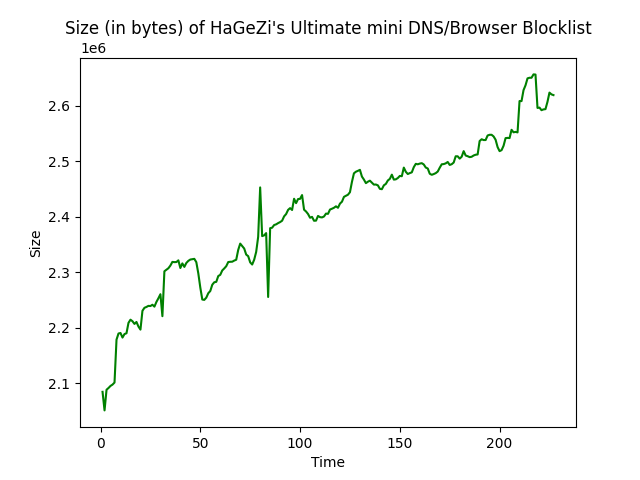 Size (in bytes) of HaGeZi's Ultimate mini DNS/Browser Blocklist
1e6
2.6
2.5
2.4
2.3
2.2
2.1
Size
0 50 100 150 200
Time